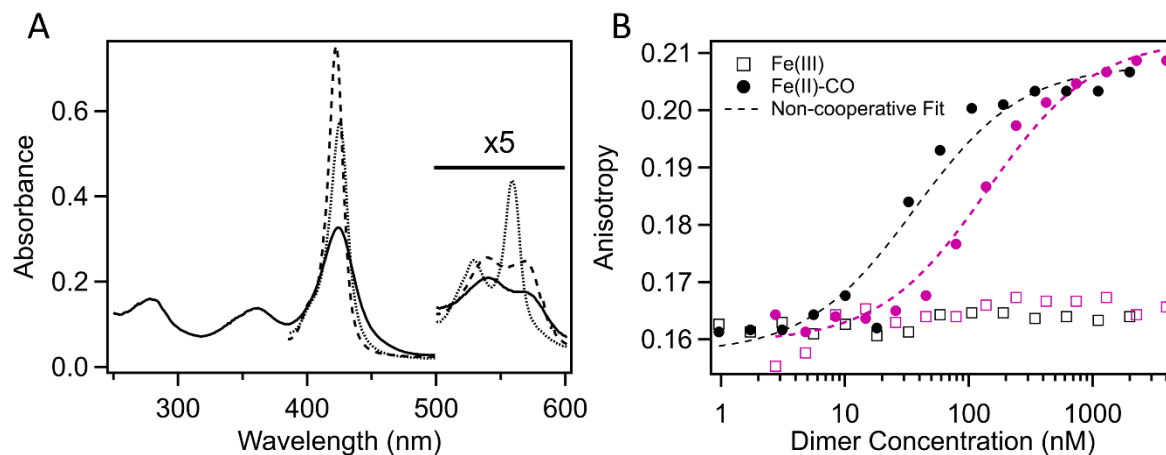 A
Absorbance
0.6
0.4
0.2
0.0
x5
300
400
500
600
Wavelength (nm)
B
Anisotropy
0.21
0.20
0.19
0.18
0.17
0.16
Fe(III)
Fe(II)-CO
Non-cooperative Fit
1
10
100
1000
Dimer Concentration (nM)